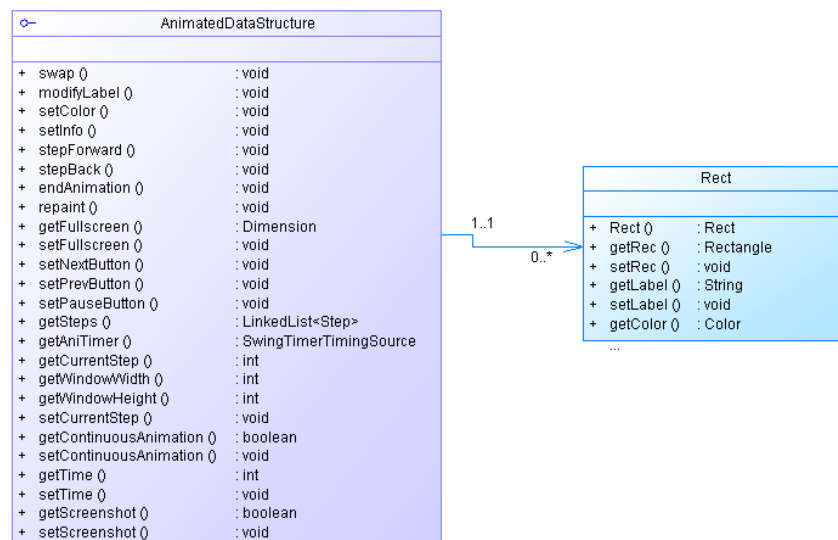 AnimatedDataStructure
+ swap () : void
+ modifyLabel () : void
+ setColor () : void
+ setInfo () : void
+ stepForward () : void
+ stepBack () : void
+ endAnimation () : void
+ repaint () : void
+ getFullscreen () : Dimension
+ setFullscreen () : void
+ setNextButton () : void
+ setPrevButton () : void
+ setPauseButton () : void
+ getSteps () : LinkedList<Step>
+ getAniTimer () : SwingTimerTimingSource
+ getCurrentStep () : int
+ getWindowWidth () : int
+ getWindowHeight () : int
+ setCurrentStep () : void
+ getContinuousAnimation () : boolean
+ setContinuousAnimation () : void
+ getTime () : int
+ setTime () : void
+ getScreenshot () : boolean
+ setScreenshot () : void
1..1
0..*
Rect
+ Rect () : Rect
+ getRec () : Rectangle
+ setRec () : void
+ getLabel () : String
+ setLabel () : void
+ getColor () : Color
...